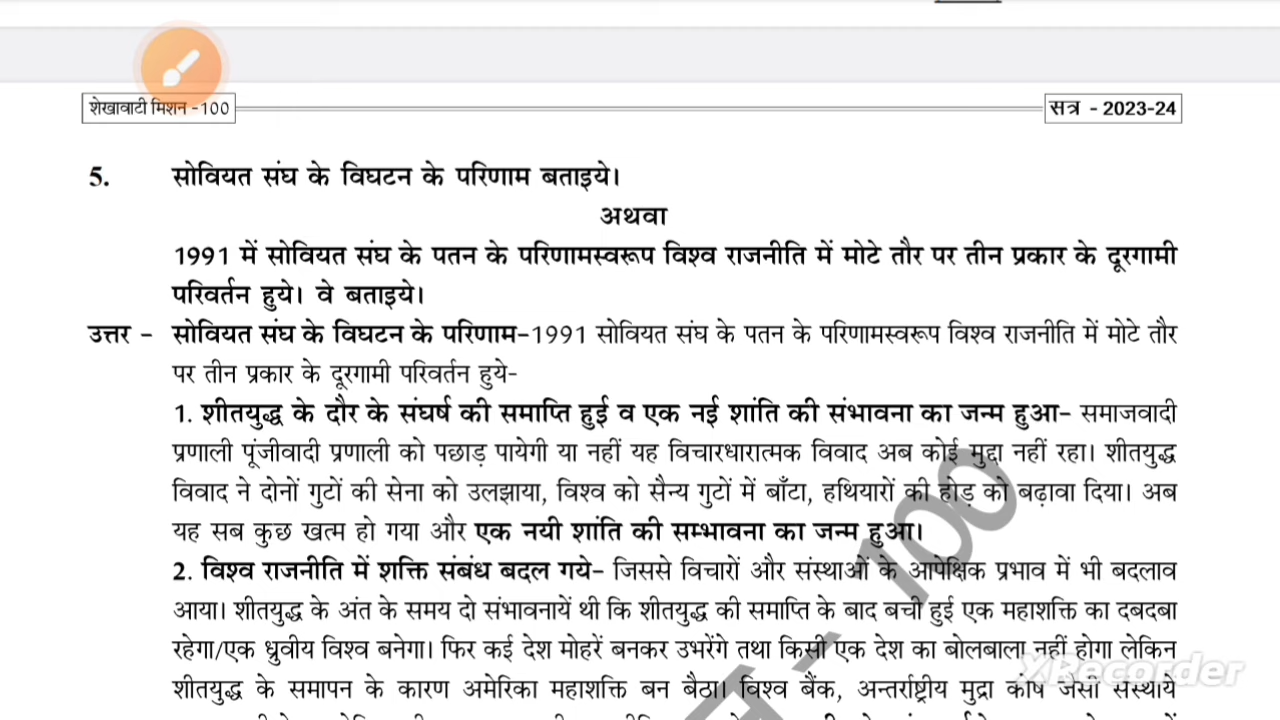 शेखावाटी मिशन -100
सत्र - 2023-24
5. सोवियत संघ के विघटन के परिणाम बताइये।
अथवा
1991 में सोवियत संघ के पतन के परिणामस्वरूप विश्व राजनीति में मोटे तौर पर तीन प्रकार के दूरगामी
परिवर्तन हुये। वे बताइये।
उत्तर - सोवियत संघ के विघटन के परिणाम-1991 सोवियत संघ के पतन के परिणामस्वरूप विश्व राजनीति में मोटे तौर
पर तीन प्रकार के दूरगामी परिवर्तन हुये-
1. शीतयुद्ध के दौर के संघर्ष की समाप्ति हुई व एक नई शांति की संभावना का जन्म हुआ- समाजवादी
प्रणाली पूंजीवादी प्रणाली को पछाड़ पायेगी या नहीं यह विचारधारात्मक विवाद अब कोई मुद्दा नहीं रहा। शीतयुद्ध
विवाद ने दोनों गुटों की सेना को उलझाया, विश्व को सैन्य गुटों में बाँटा, हथियारों की होड़ को बढ़ावा दिया। अब
यह सब कुछ खत्म हो गया और एक नयी शांति की सम्भावना का जन्म हुआ।
2. विश्व राजनीति में शक्ति संबंध बदल गये- जिससे विचारों और संस्थाओं के आपेक्षिक प्रभाव में भी बदलाव
आया। शीतयुद्ध के अंत के समय दो संभावनायें थी कि शीतयुद्ध की समाप्ति के बाद बची हुई एक महाशक्ति का दबदबा
रहेगा/एक ध्रुवीय विश्व बनेगा। फिर कई देश मोहरें बनकर उभरेंगे तथा किसी एक देश का बोलबाला नहीं होगा लेकिन
शीतयुद्ध के समापन के कारण अमेरिका महाशक्ति बन बैठा। विश्व बैंक, अन्तर्राष्ट्रीय मुद्रा कोष जैसी संस्थायें
100
XRecorder